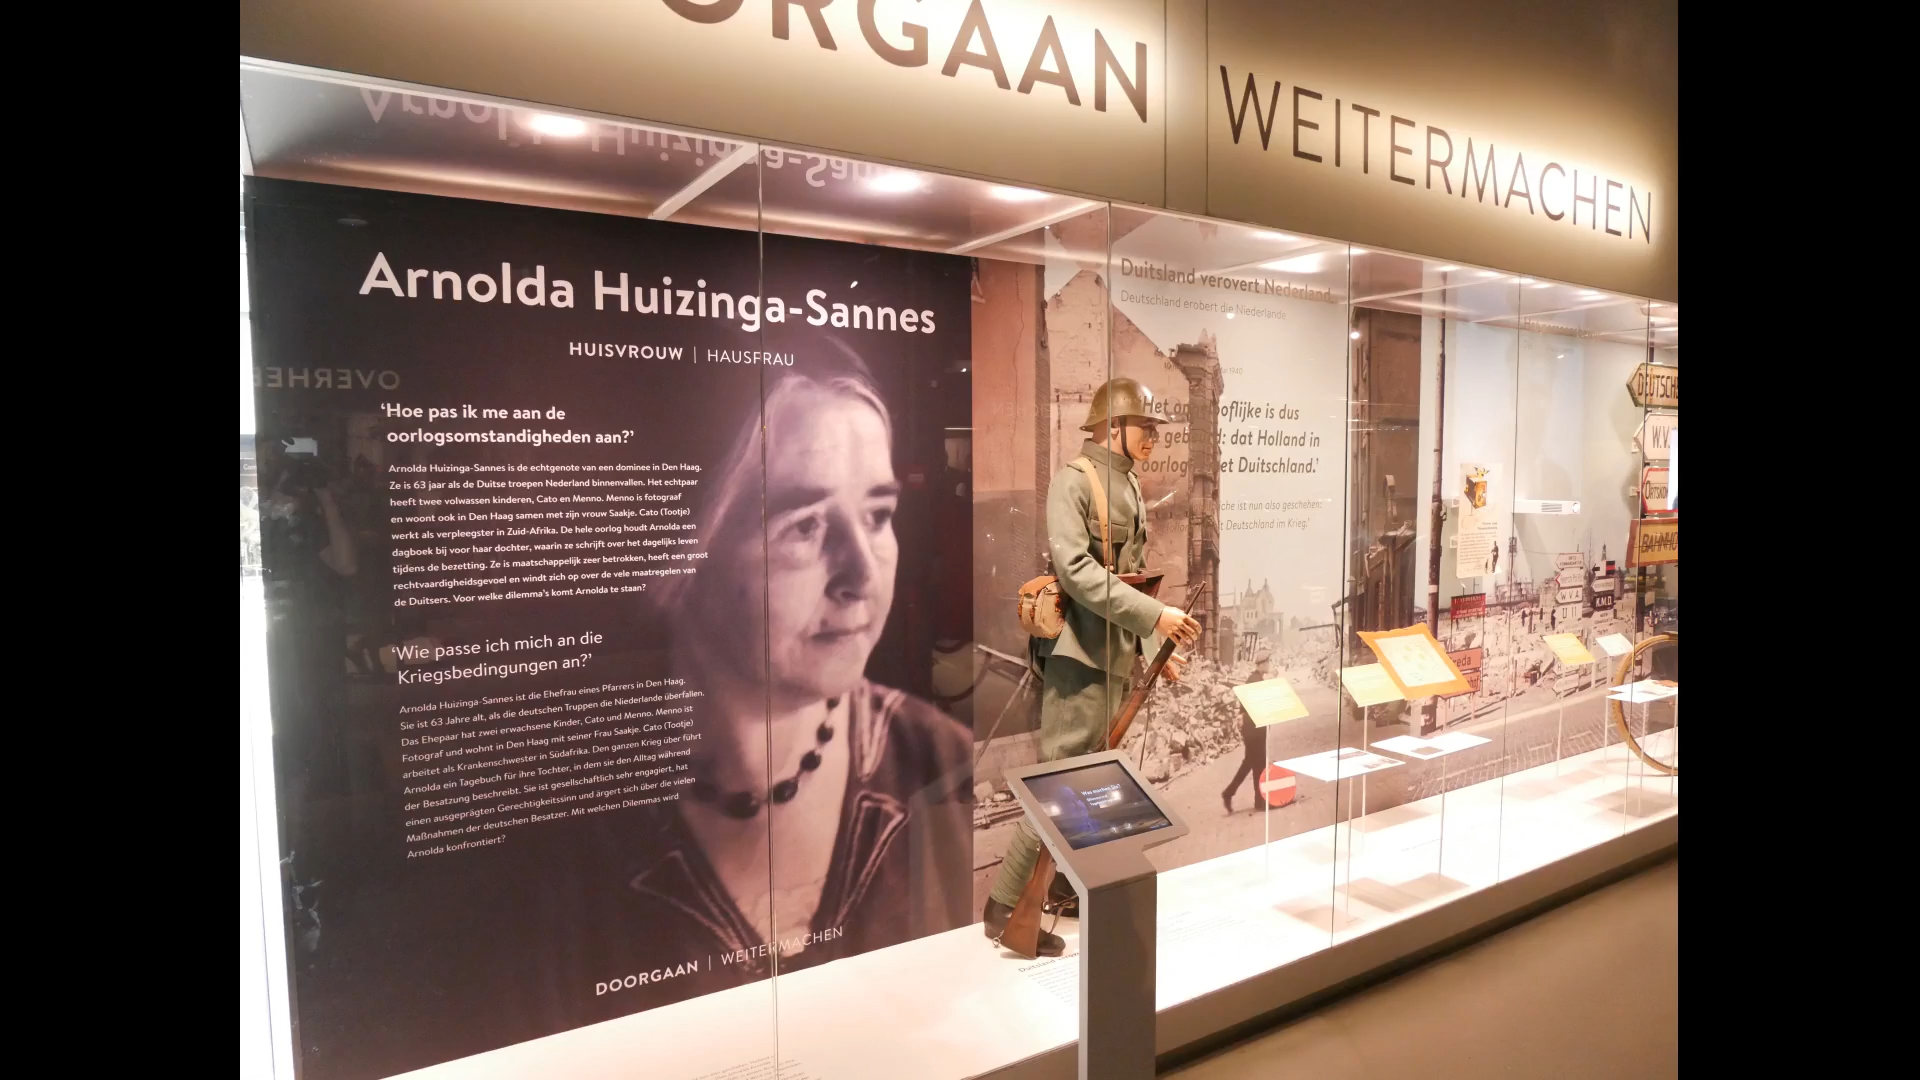 ORGAAN
WEITERMACHEN
Arnolda Huizinga-Sannes
HUISVROUW | HAUSFRAU
‘Hoe pas ik me aan de
oorlogsomstandigheden aan?’
Arnolda Huizinga-Sannes is de echtgenote van een dominee in Den Haag.
Ze is 63 jaar als de Duitse troepen Nederland binnenvallen. Het echtpaar
heeft twee volwassen kinderen, Cato en Menno. Menno is fotograaf
en woont ook in Den Haag samen met zijn vrouw Saakje. Cato (Tootje)
werkt als verpleegster in Zuid-Afrika. De hele oorlog houdt Arnolda een
dagboek bij voor haar dochter, waarin ze schrijft over het dagelijks leven
tijdens de bezetting. Ze is maatschappelijk zeer betrokken, heeft een groot
rechtvaardigheidsgevoel en windt zich op over de vele maatregelen van
de Duitsers. Voor welke dilemma's komt Arnolda te staan?
‘Wie passe ich mich an die
Kriegsbedingungen an?’
Arnolda Huizinga-Sannes ist die Ehefrau eines Pfarrers in Den Haag.
Sie ist 63 Jahre alt, als die deutschen Truppen die Niederlande überfallen.
Das Ehepaar hat zwei erwachsene Kinder, Cato und Menno. Menno ist
Fotograf und wohnt in Den Haag mit seiner Frau Saakje. Cato (Tootje)
arbeitet als Krankenschwester in Südafrika. Den ganzen Krieg über führt
Arnolda ein Tagebuch für ihre Tochter, in dem sie den Alltag während
der Besatzung beschreibt. Sie ist gesellschaftlich sehr engagiert, hat
einen ausgeprägten Gerechtigkeitssinn und ärgert sich über die vielen
Maßnahmen der deutschen Besatzer. Mit welchen Dilemmas wird
Arnolda konfrontiert?
DOORGAAN | WEITERMACHEN
Duitsland verovert Nederland
Deutschland erobert die Niederlande
1940
‘Het oflijke is dus
dat Holland in
oorlog et Duitschland.’
che ist nun also geschehen:
t Deutschland im Krieg.’
DEUTSCHE
W.V.
ORTSKO
BAHNHO
W.V.A.
R.M.D.
reda